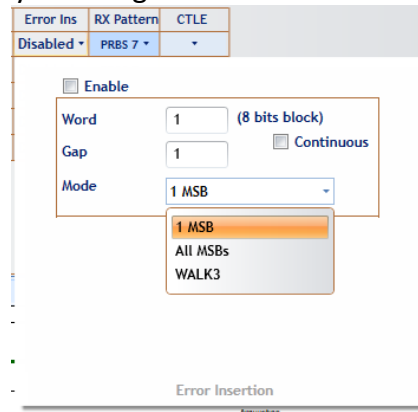 Error Ins RX Pattern CTLE
Disabled PRBS 7
Enable
Word 1 (8 bits block)
Continuous
Gap 1
Mode 1 MSB
1 MSB
All MSBs
WALK3
Error Insertion